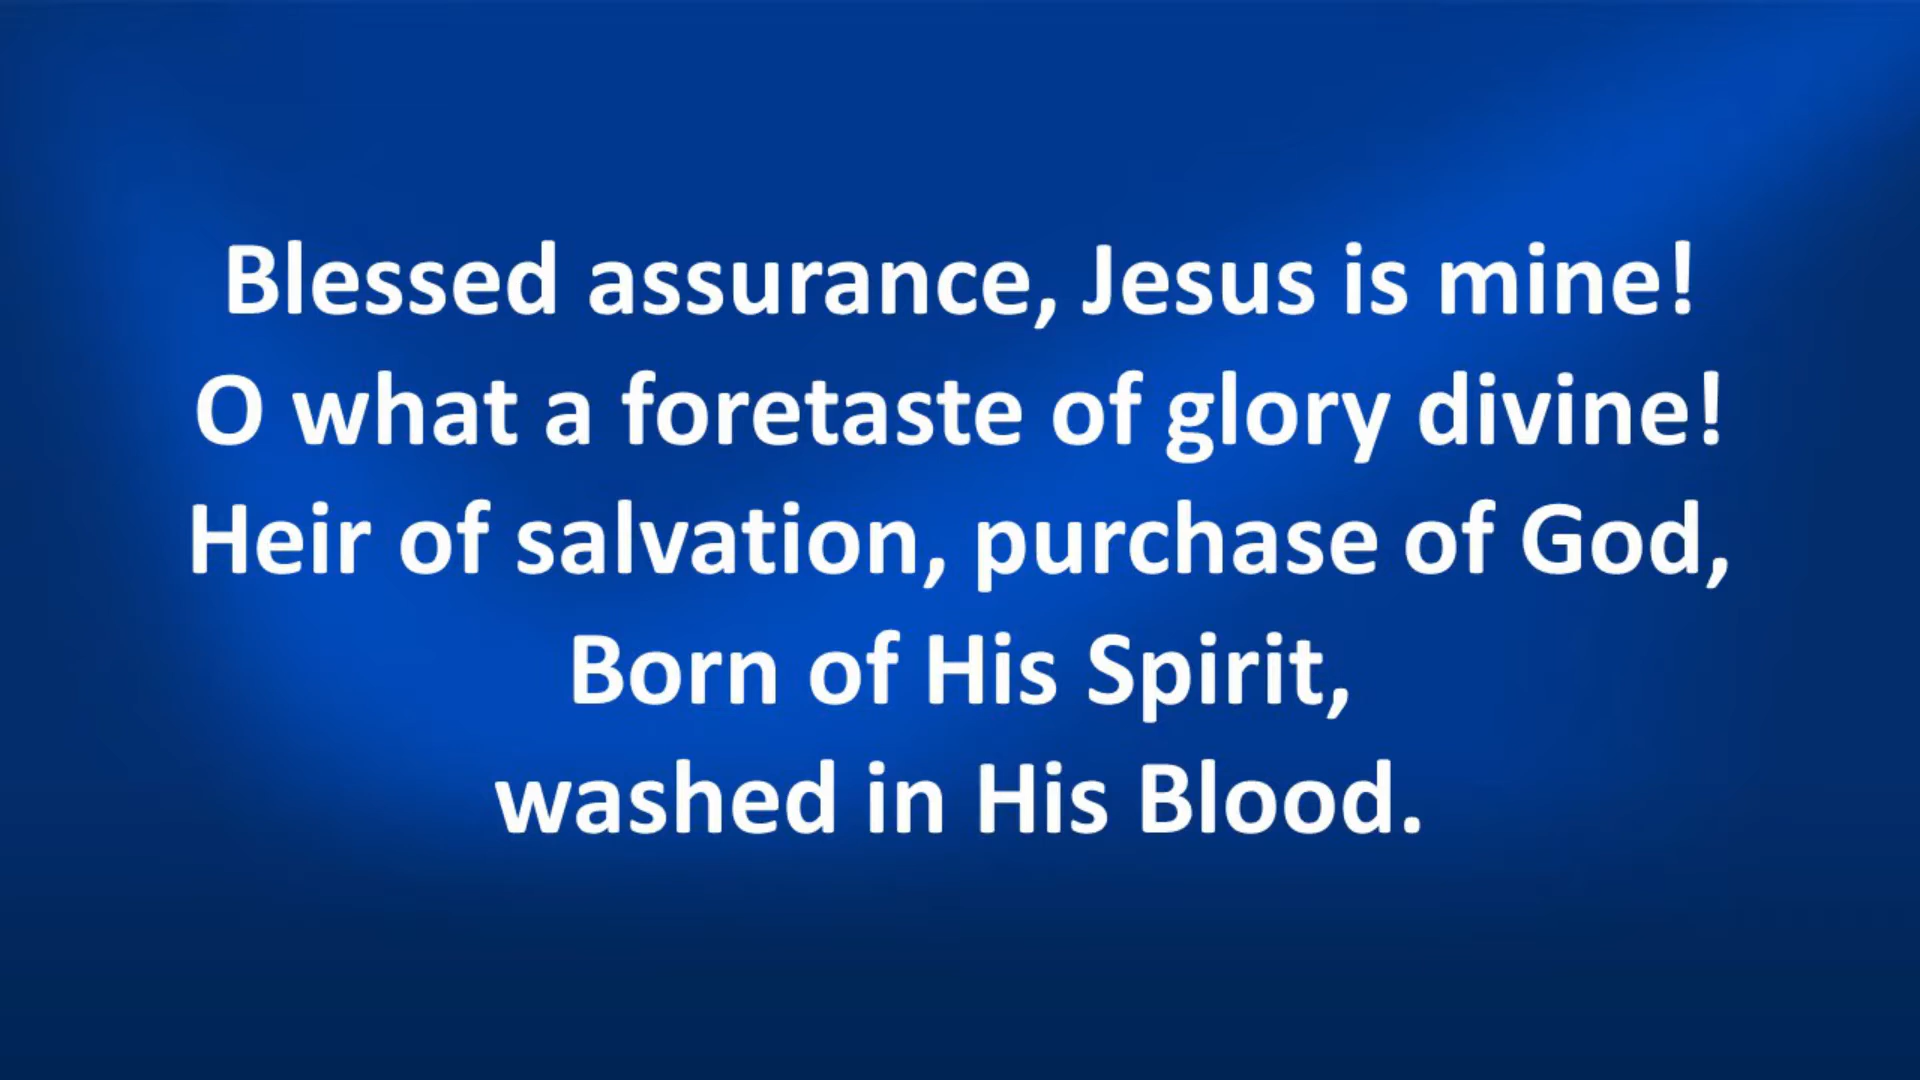 Blessed assurance, Jesus is mine!
O what a foretaste of glory divine!
Heir of salvation, purchase of God,
Born of His Spirit,
washed in His Blood.